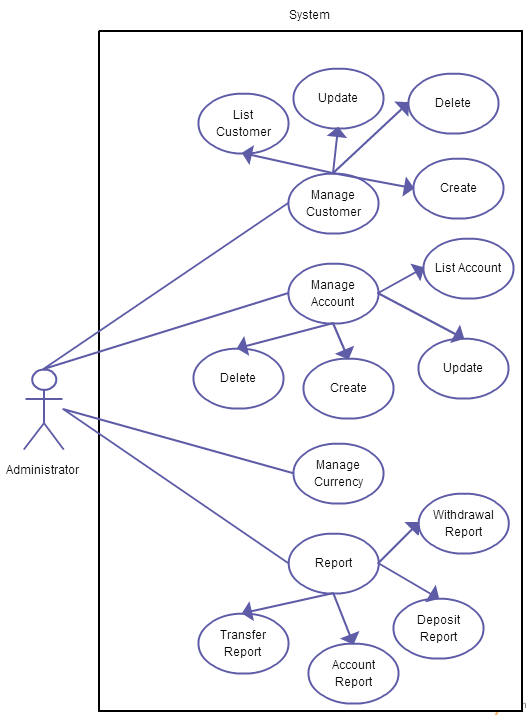 System
Update
Delete
List
Customer
Create
Manage
Customer
List Account
Manage
Account
Update
Delete
Create
Administrator
Manage
Currency
Withdrawal
Report
Report
Deposit
Report
Transfer
Report
Account
Report